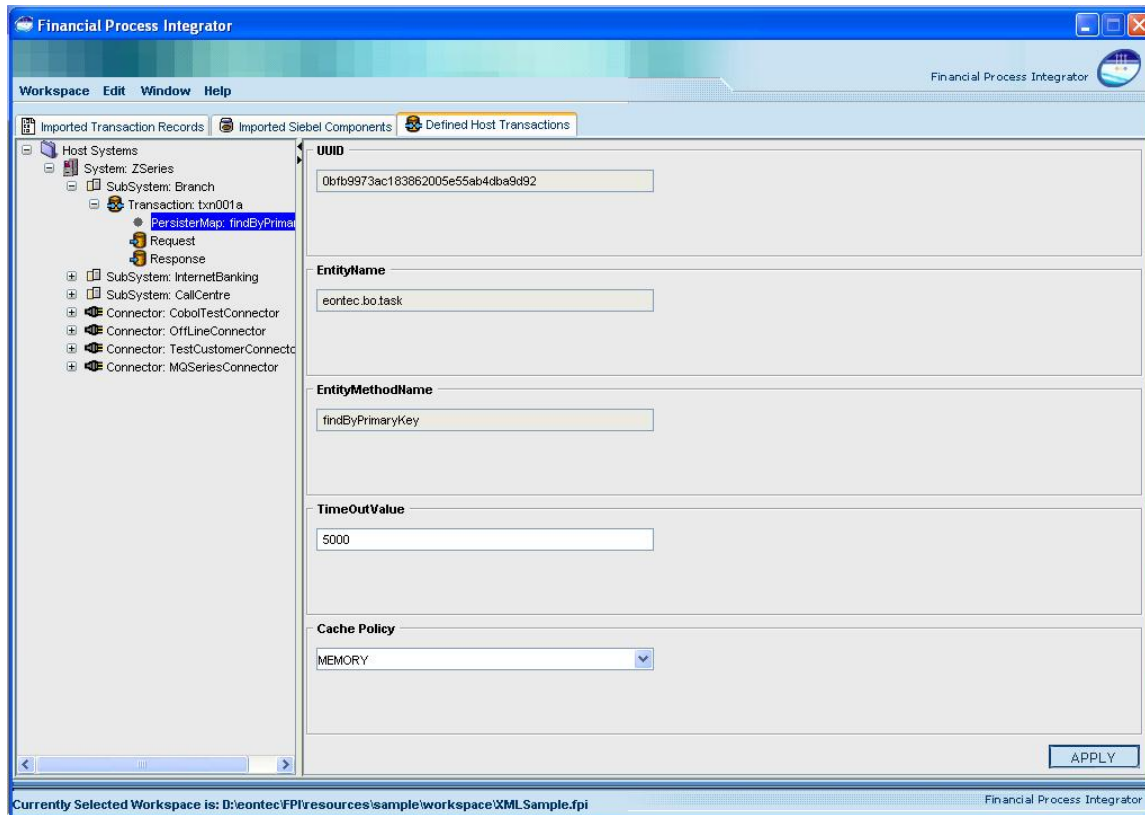 Financial Process Integrator
Financial Process Integrator
Workspace Edit Window Help
Imported Transaction Records Imported Siebel Components Defined Host Transactions
Host Systems
System: ZSeries
SubSystem: Branch
Transaction: txn001a
PersisterMap: findByPrimar
Request
Response
SubSystem: InternetBanking
SubSystem: CallCentre
Connector: CobolTestConnector
Connector: OffLineConnector
Connector: TestCustomerConnecto
Connector: MQSeriesConnector
UUID
0bfb9973ac183862005e55ab4dba9d92
EntityName
eontec.bo.task
EntityMethodName
findByPrimaryKey
TimeOutValue
5000
Cache Policy
MEMORY
APPLY
Currently Selected Workspace is: D:\eontec\FPI\resources\sample\workspace\XMLSample.fpi
Financial Process Integrator